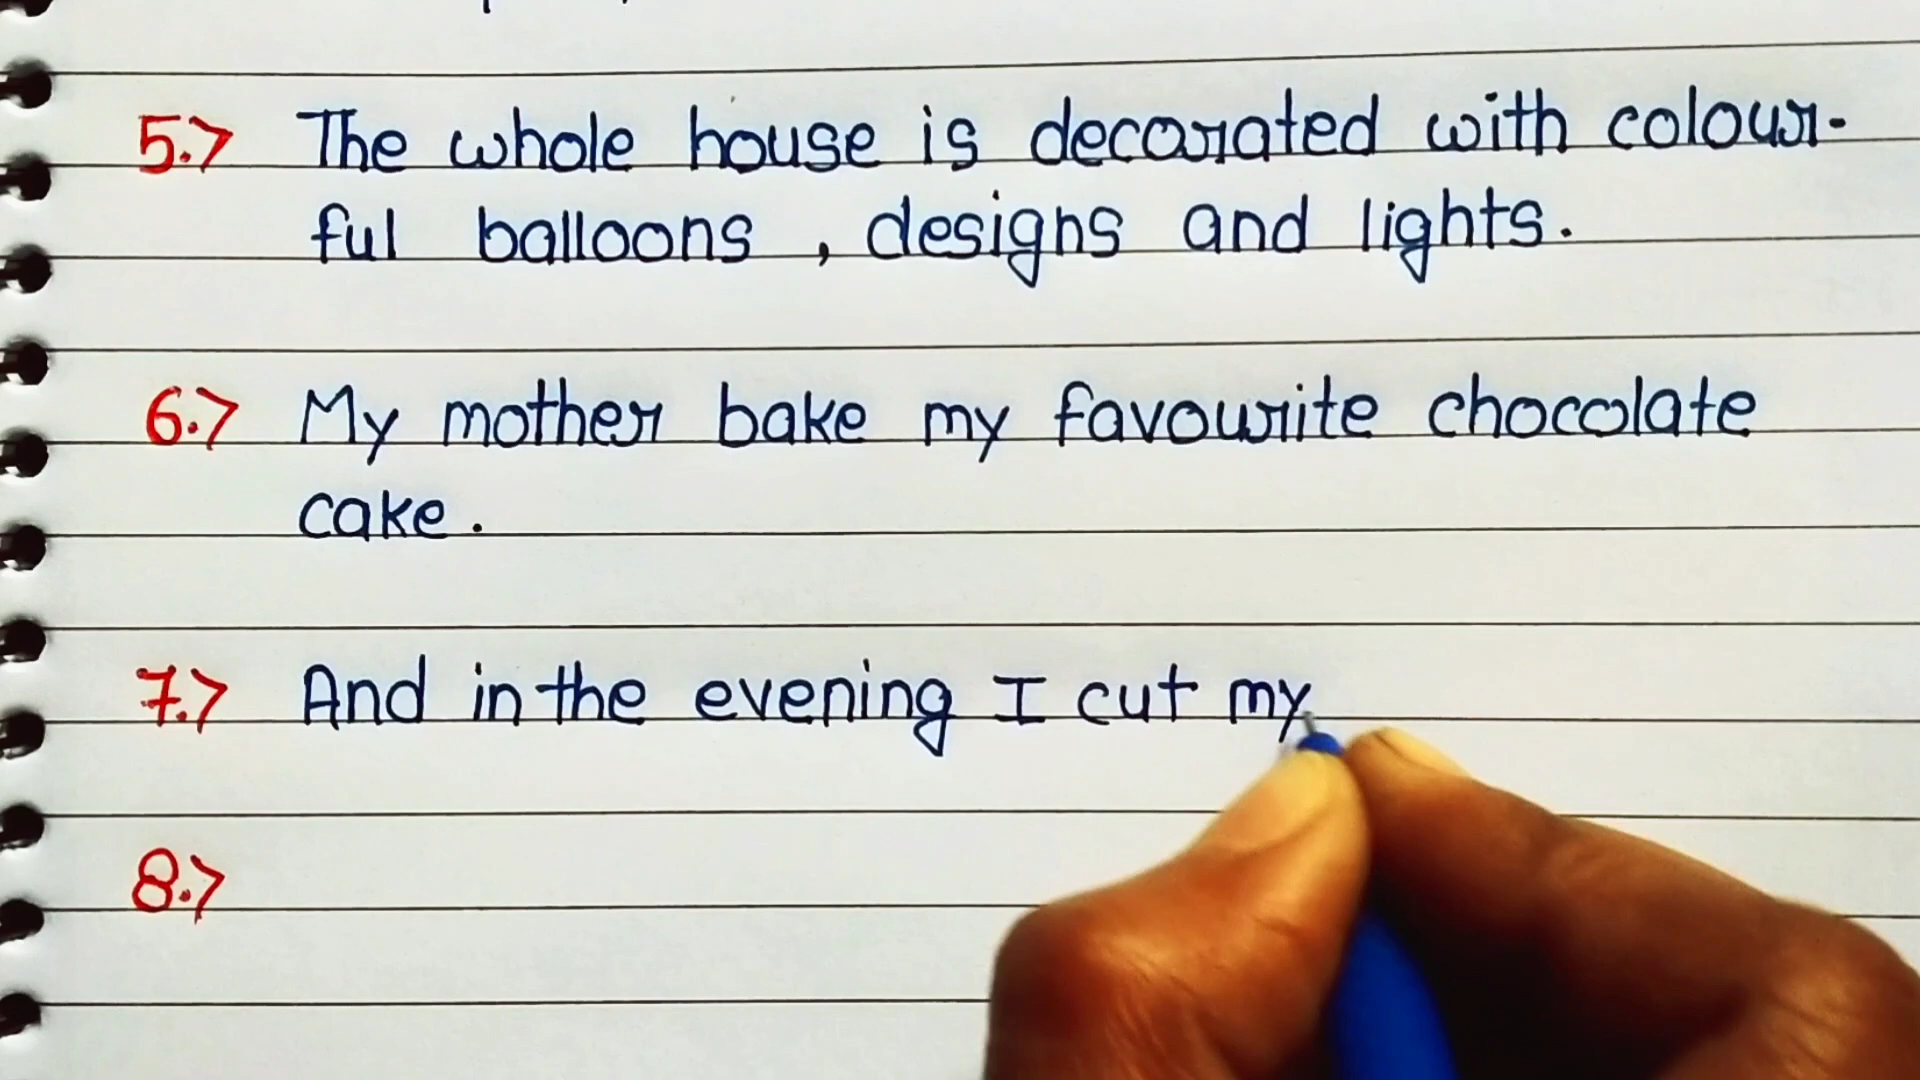 5.> The whole house is decorated with colour-
ful balloons , designs and lights.
6.> My mother bake my favourite chocolate
cake.
7.> And in the evening I cut my
8.>